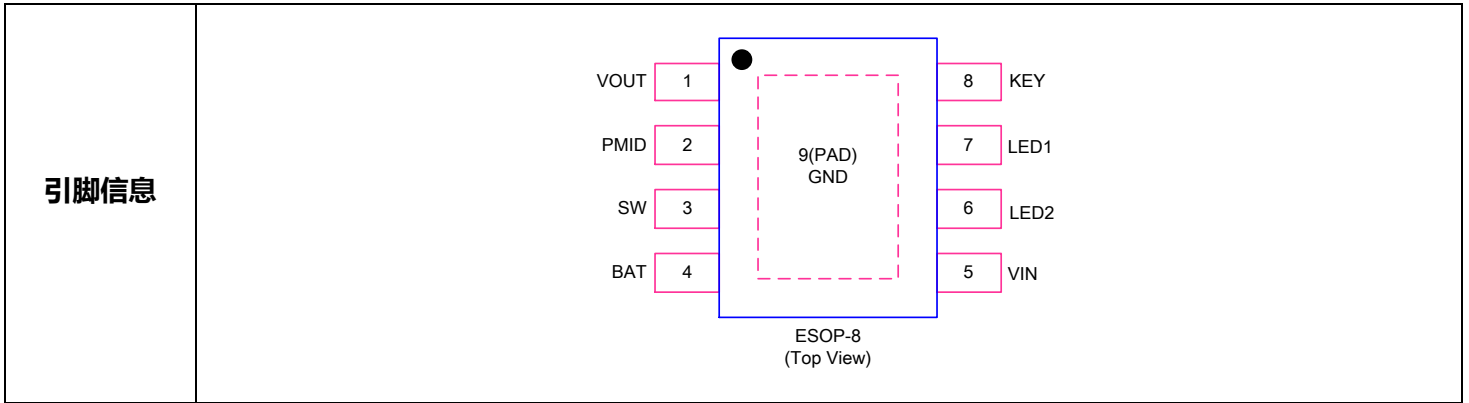 引脚信息
VOUT 1
PMID 2
SW 3
BAT 4
9(PAD)
GND
8 KEY
7 LED1
6 LED2
5 VIN
ESOP-8
(Top View)